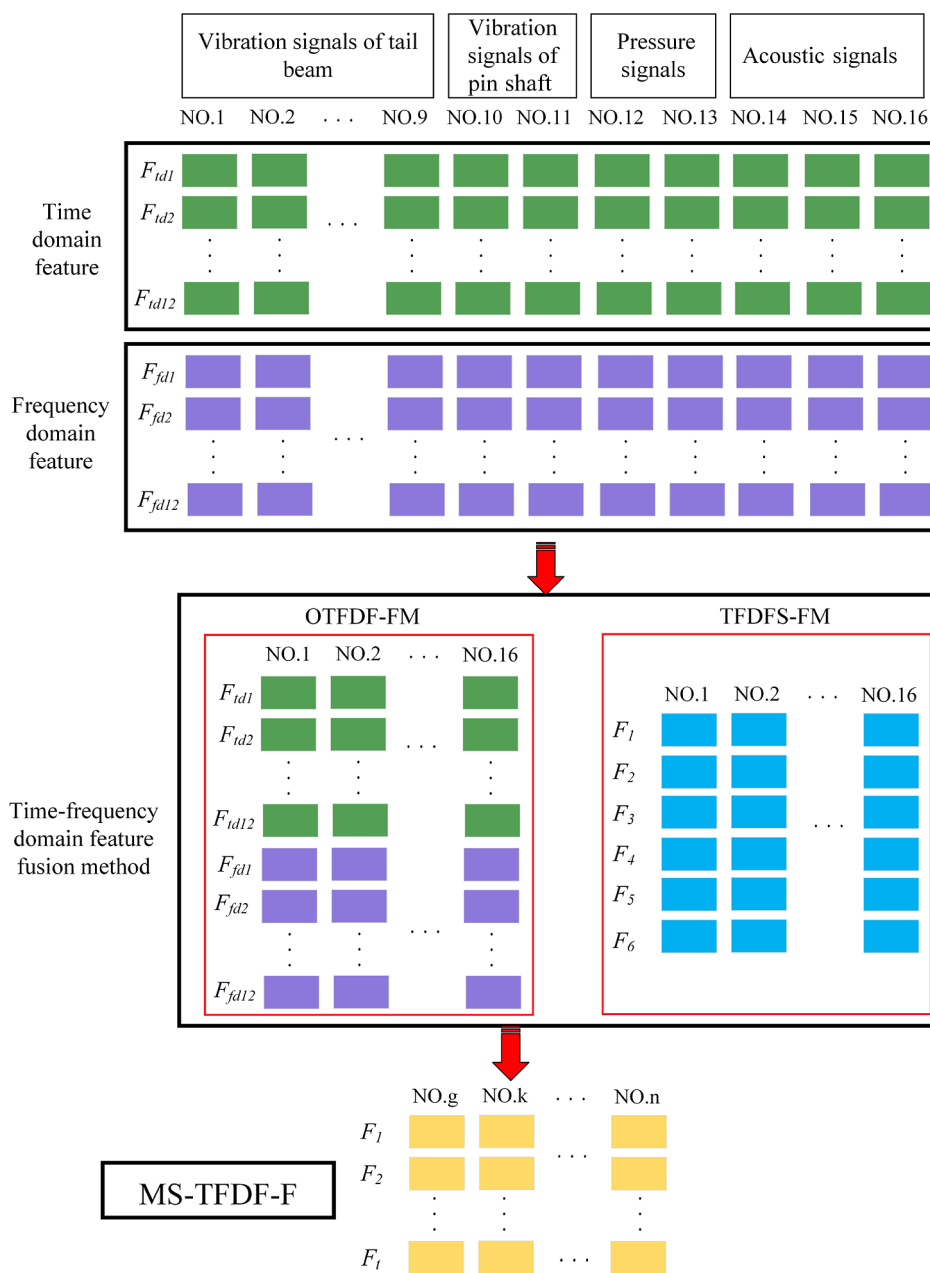 Vibration signals of tail
beam
Vibration
signals of
pin shaft
Pressure
signals
Acoustic signals
NO.1 NO.2 . . . NO.9 NO.10 NO.11 NO.12 NO.13 NO.14 NO.15 NO.16
Time
domain
feature
Ftd1
Ftd2 . . .
Ftd12
Frequency
domain
feature
Ffd1
Ffd2
. . .
Ffd12
Time-frequency
domain feature
fusion method
OTFDF-FM
NO.1 NO.2 . . . NO.16
Ftd1
Ftd2 . . .
Ftd12
Ffd1
Ffd2 . . .
Ffd12
TFDFS-FM
NO.1 NO.2 . . . NO.16
F1
F2
F3 . . .
F4
F5
F6
MS-TFDF-F
NO.g NO.k . . . NO.n
F1 . . .
F2
Ft . . .